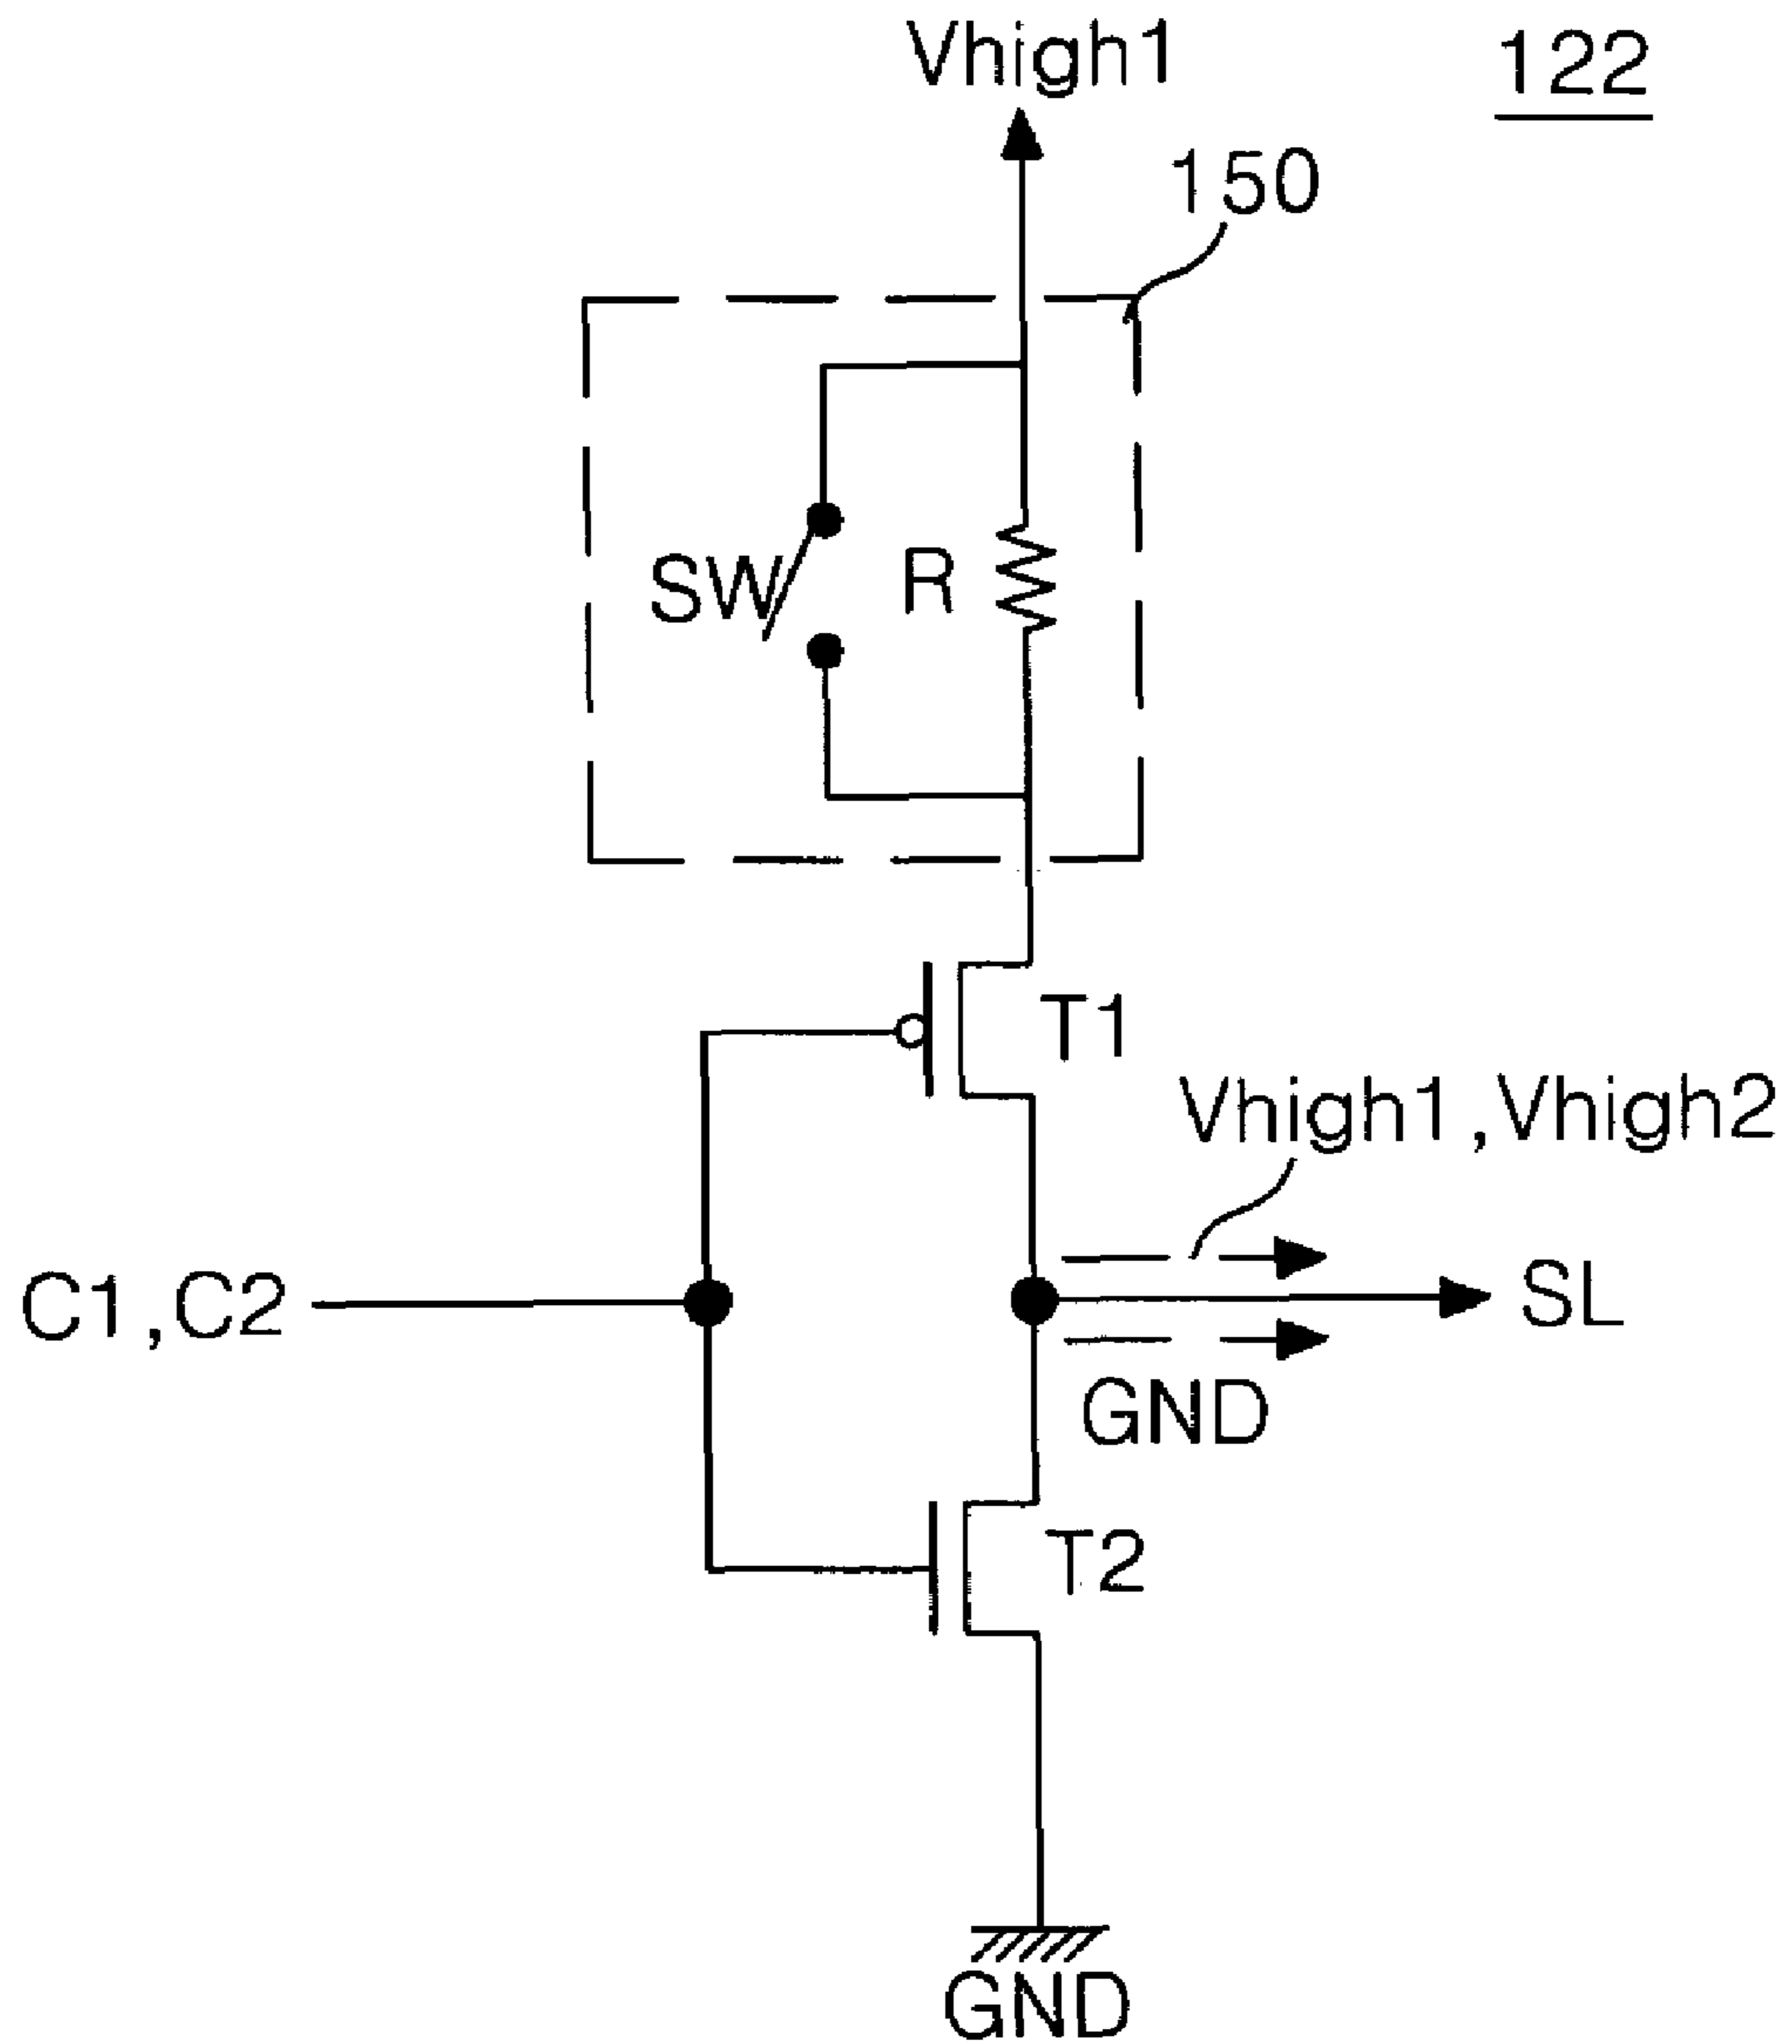 Vhigh1
122
150
SW
R
T1
Vhigh1,Vhigh2
C1,C2
SL
GND
T2
GND